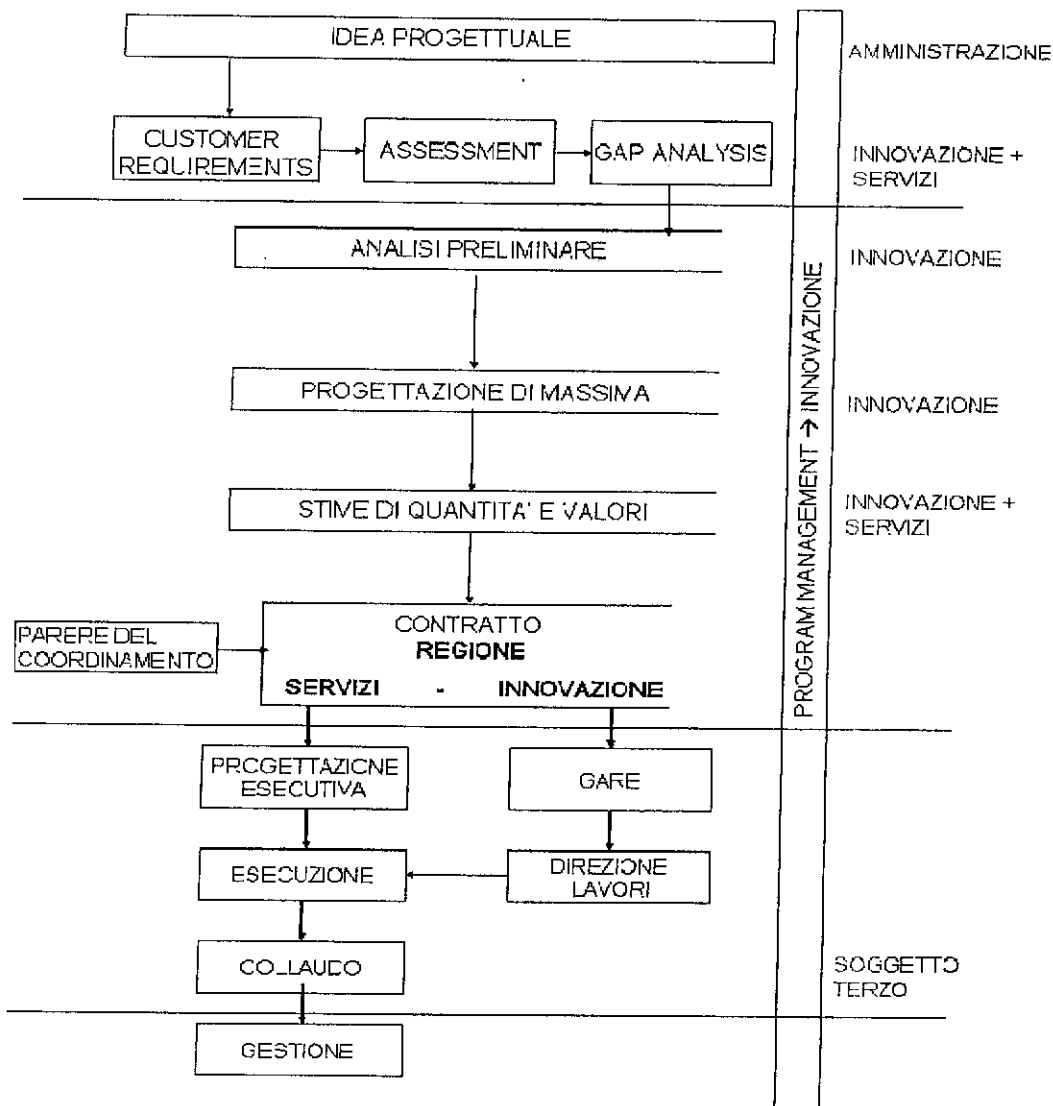 IDEA PROGETTUALE
AMMINISTRAZIONE
CUSTOMER
REQUIREMENTS
ASSESSMENT
GAP ANALYSIS
INNOVAZIONE +
SERVIZI
ANALISI PRELIMINARE
INNOVAZIONE
PROGETTAZIONE DI MASSIMA
INNOVAZIONE
STIME DI QUANTITA' E VALORI
INNOVAZIONE +
SERVIZI
PROGRAM MANAGEMENT → INNOVAZIONE
PARERE DEL
COORDINAMENTO
CONTRATTO
REGIONE
SERVIZI - INNOVAZIONE
PROGETTAZIONE
ESECUTIVA
GARE
ESECUZIONE
DIREZIONE
LAVORI
COLLAUDO
SOGGETTO
TERZO
GESTIONE